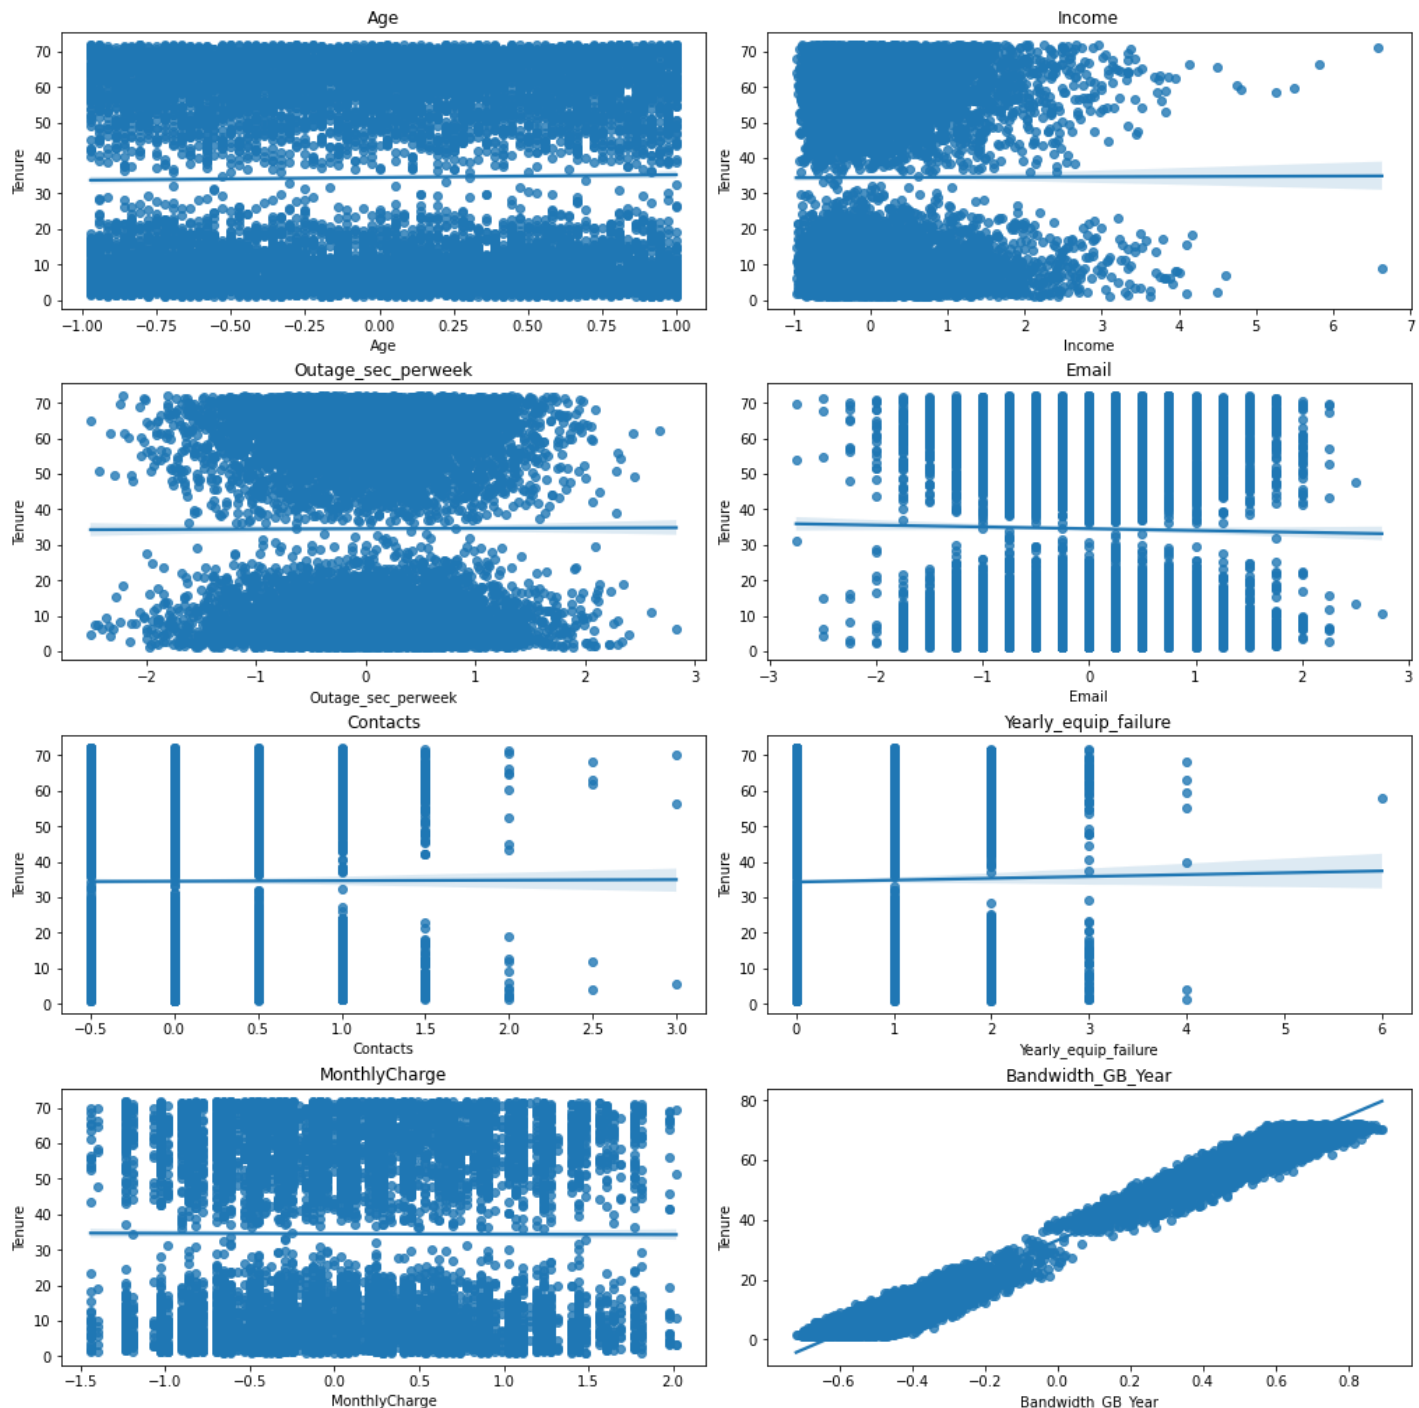 Age
Tenure
70
60
50
40
30
20
10
0
−1.00 −0.75 −0.50 −0.25 0.00 0.25 0.50 0.75 1.00
Age
Income
Tenure
70
60
50
40
30
20
10
0
−1 0 1 2 3 4 5 6 7
Income
Outage_sec_perweek
Tenure
70
60
50
40
30
20
10
0
−2 −1 0 1 2 3
Outage_sec_perweek
Email
Tenure
70
60
50
40
30
20
10
0
−3 −2 −1 0 1 2 3
Email
Contacts
Tenure
70
60
50
40
30
20
10
0
−0.5 0.0 0.5 1.0 1.5 2.0 2.5 3.0
Contacts
Yearly_equip_failure
Tenure
70
60
50
40
30
20
10
0
0 1 2 3 4 5 6
Yearly_equip_failure
MonthlyCharge
Tenure
70
60
50
40
30
20
10
0
−1.5 −1.0 −0.5 0.0 0.5 1.0 1.5 2.0
MonthlyCharge
Bandwidth_GB_Year
Tenure
80
60
40
20
0
−0.6 −0.4 −0.2 0.0 0.2 0.4 0.6 0.8
Bandwidth_GB_Year